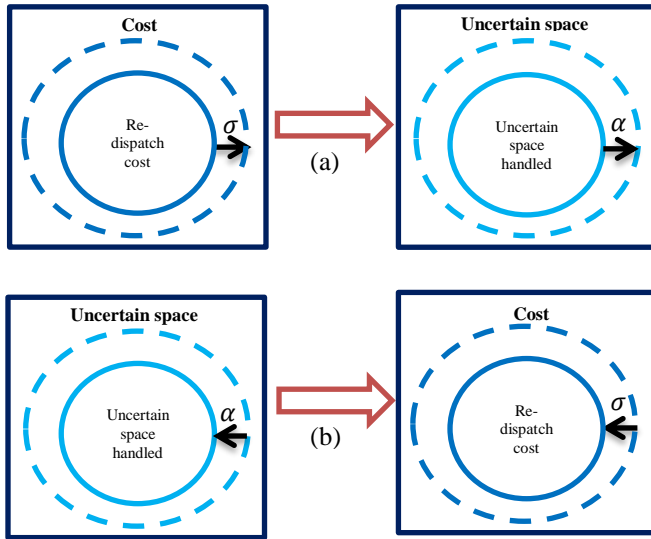 Cost
Re-
dispatch
cost
σ
(a)
Uncertain space
Uncertain
space
handled
α
Uncertain space
Uncertain
space
handled
α
(b)
Cost
Re-
dispatch
cost
σ